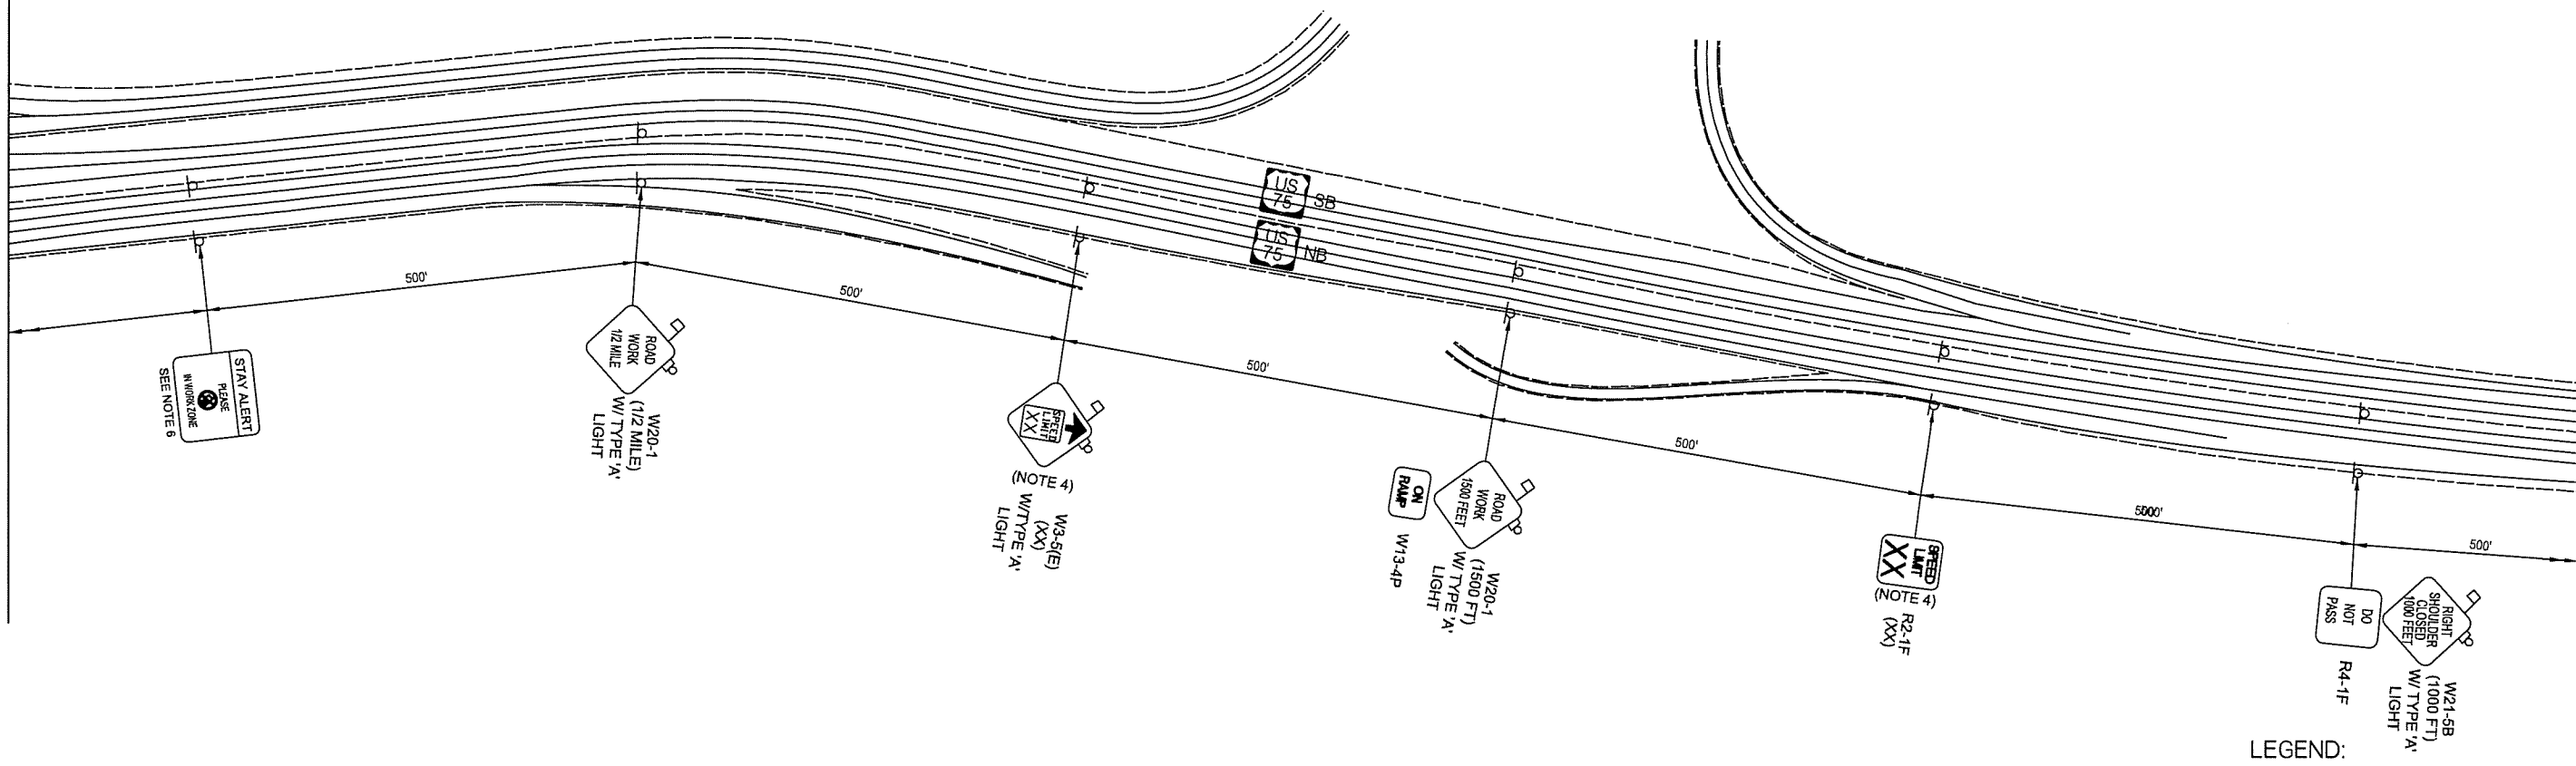 US
75
SB
US
75
NB
500'
500'
500'
500'
500'
STAY ALERT
PLEASE
IN WORK ZONE
SEE NOTE 6
ROAD
WORK
1/2 MILE
W20-1
(1/2 MILE)
W/ TYPE 'A'
LIGHT
SPEED
LIMIT
XX
(NOTE 4)
W3-5(E)
(XX)
W/TYPE 'A'
LIGHT
ON
RAMP
W13-4P
ROAD
WORK
1500 FEET
W20-1
(1500 FT)
W/ TYPE 'A'
LIGHT
SPEED
LIMIT
XX
(NOTE 4)
R2-1F
(XX)
DO
NOT
PASS
R4-1F
RIGHT
SHOULDER
CLOSED
1000 FEET
W21-5B
(1000 FT)
W/ TYPE 'A'
LIGHT
LEGEND: